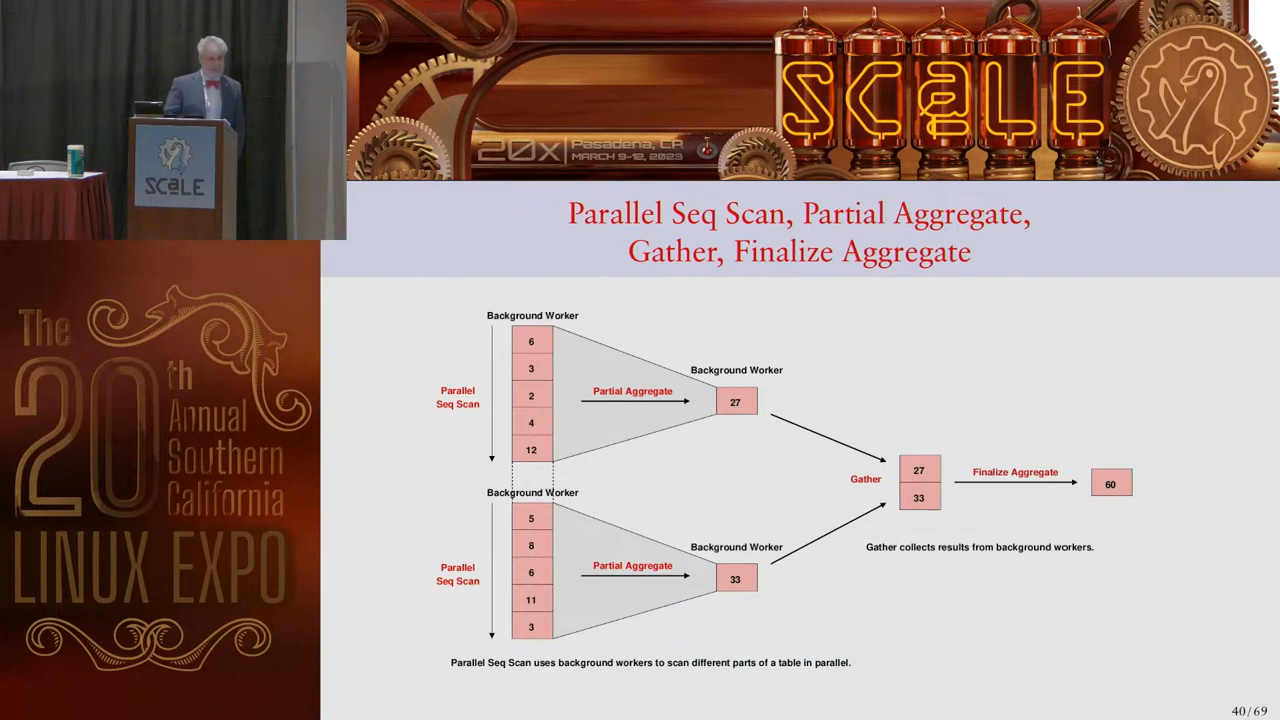 SCaLE
20x
Pasadena, CA
MARCH 9-12, 2023
SCaLE
The
20th
Annual
Southern
California
LINUX EXPO
Parallel Seq Scan, Partial Aggregate,
Gather, Finalize Aggregate
Background Worker
6
3
2
4
12
Parallel
Seq Scan
Partial Aggregate
Background Worker
27
Background Worker
5
8
6
11
3
Parallel
Seq Scan
Partial Aggregate
Background Worker
33
Gather
27
33
Finalize Aggregate
60
Gather collects results from background workers.
Parallel Seq Scan uses background workers to scan different parts of a table in parallel.
40/69